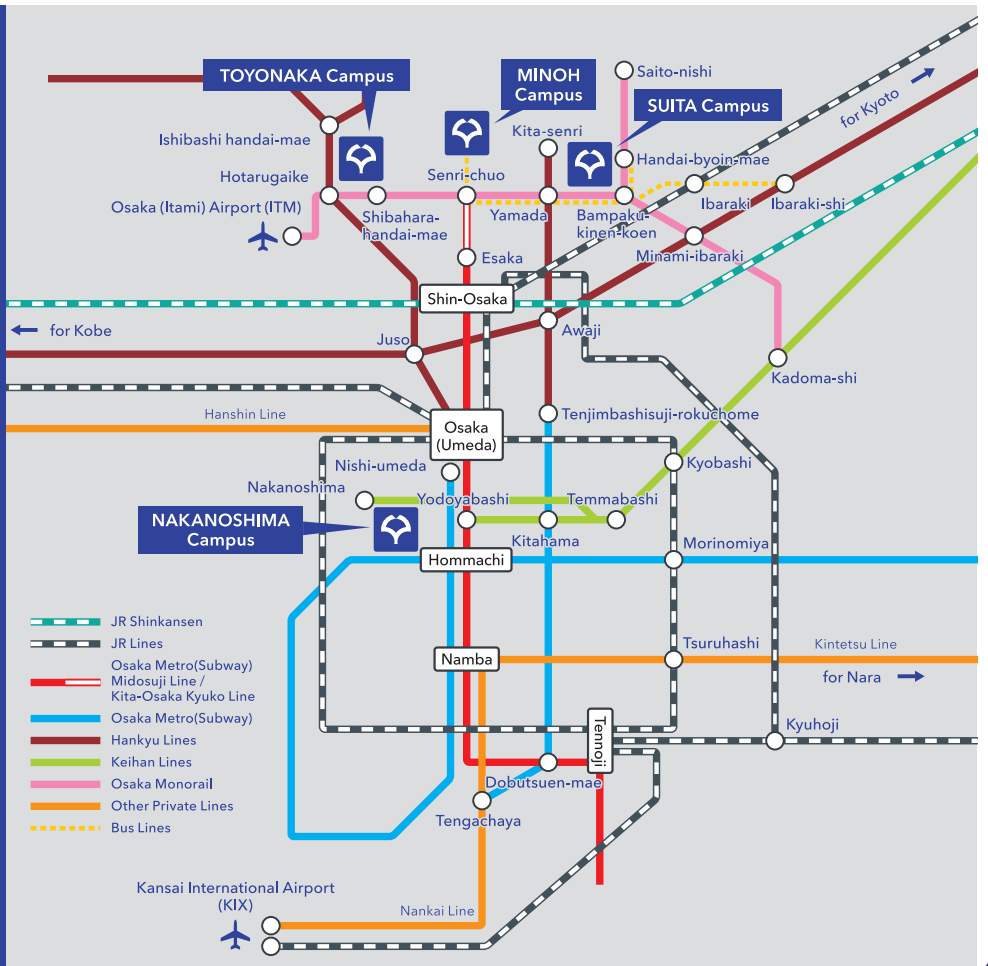 TOYONAKA Campus
MINOH
Campus
SUITA Campus
Saito-nishi
for Kyoto
Ishibashi handai-mae
Kita-senri
Handai-byoin-mae
Hotarugaike
Senri-chuo
Osaka (Itami) Airport (ITM)
Shibahara-
handai-mae
Yamada
Bampaku-
kinen-koen
Ibaraki
Ibaraki-shi
Esaka
Minami-ibaraki
Shin-Osaka
for Kobe
Juso
Awaji
Kadoma-shi
Hanshin Line
Osaka
(Umeda)
Tenjimbashisuji-rokuchome
Nishi-umeda
Kyobashi
Nakanoshima
Yodoyabashi
Temmabashi
NAKANOSHIMA
Campus
Kitahama
Hommachi
Morinomiya
JR Shinkansen
JR Lines
Osaka Metro(Subway)
Midosuji Line /
Kita-Osaka Kyuko Line
Osaka Metro(Subway)
Hankyu Lines
Keihan Lines
Osaka Monorail
Other Private Lines
Bus Lines
Namba
Tsuruhashi
Kintetsu Line
for Nara
Tennoji
Kyuhoji
Dobutsuen-mae
Tengachaya
Kansai International Airport
(KIX)
Nankai Line